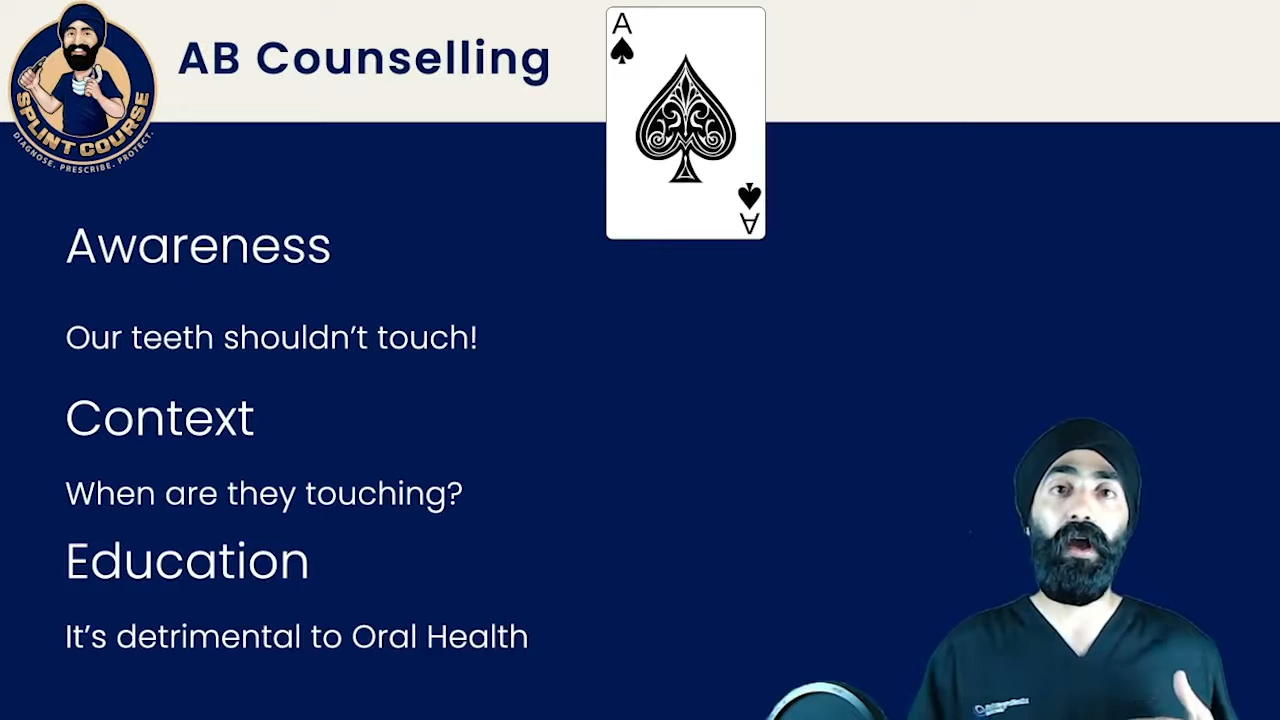 AB Counselling
SPLINT COURSE
DIAGNOSE. PRESCRIBE. PROTECT.
A
A
Awareness
Our teeth shouldn't touch!
Context
When are they touching?
Education
It's detrimental to Oral Health